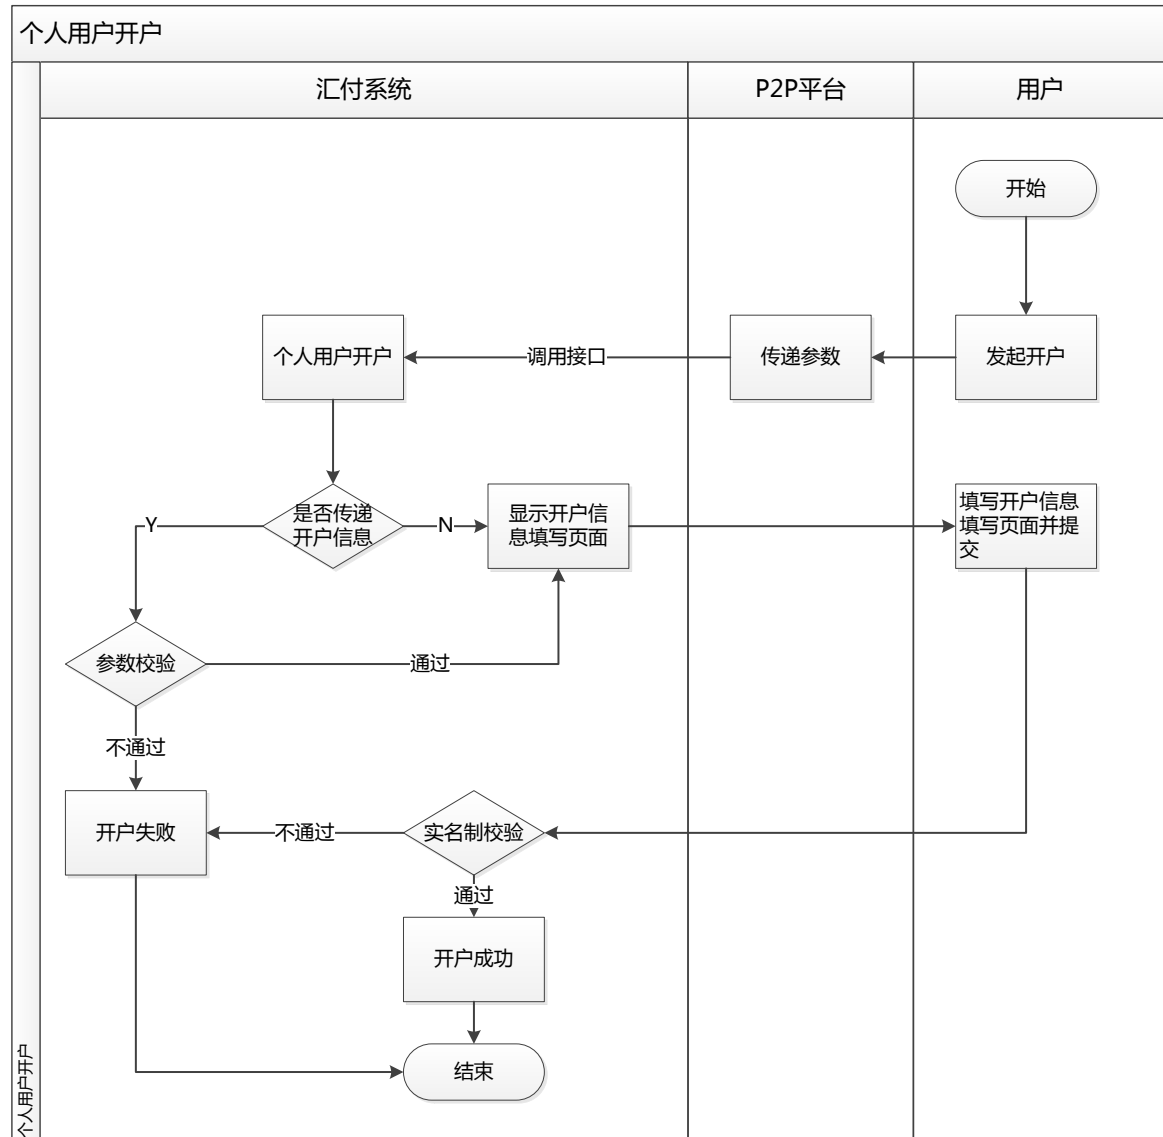 个人用户开户
汇付系统
P2P平台
用户
开始
个人用户开户
调用接口
传递参数
发起开户
是否传递
开户信息
Y
N
显示开户信
息填写页面
填写开户信息
填写页面并提
交
参数校验
通过
不通过
开户失败
不通过
实名制校验
通过
开户成功
结束
个人用户开户